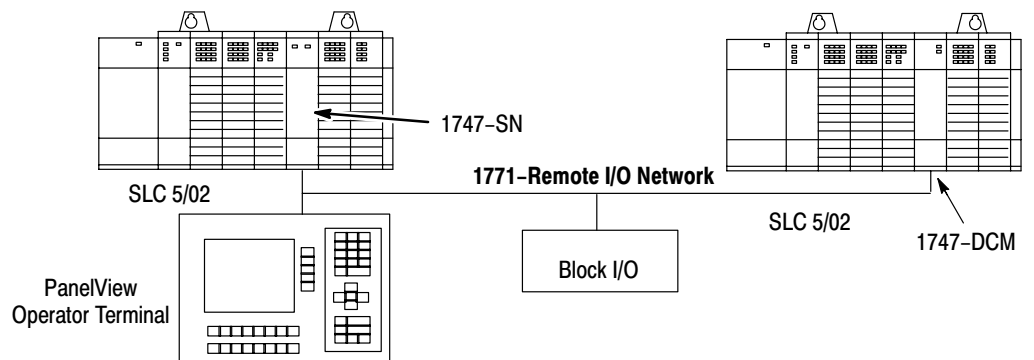 1747–SN
1771–Remote I/O Network
SLC 5/02
SLC 5/02
1747–DCM
Block I/O
PanelView
Operator Terminal